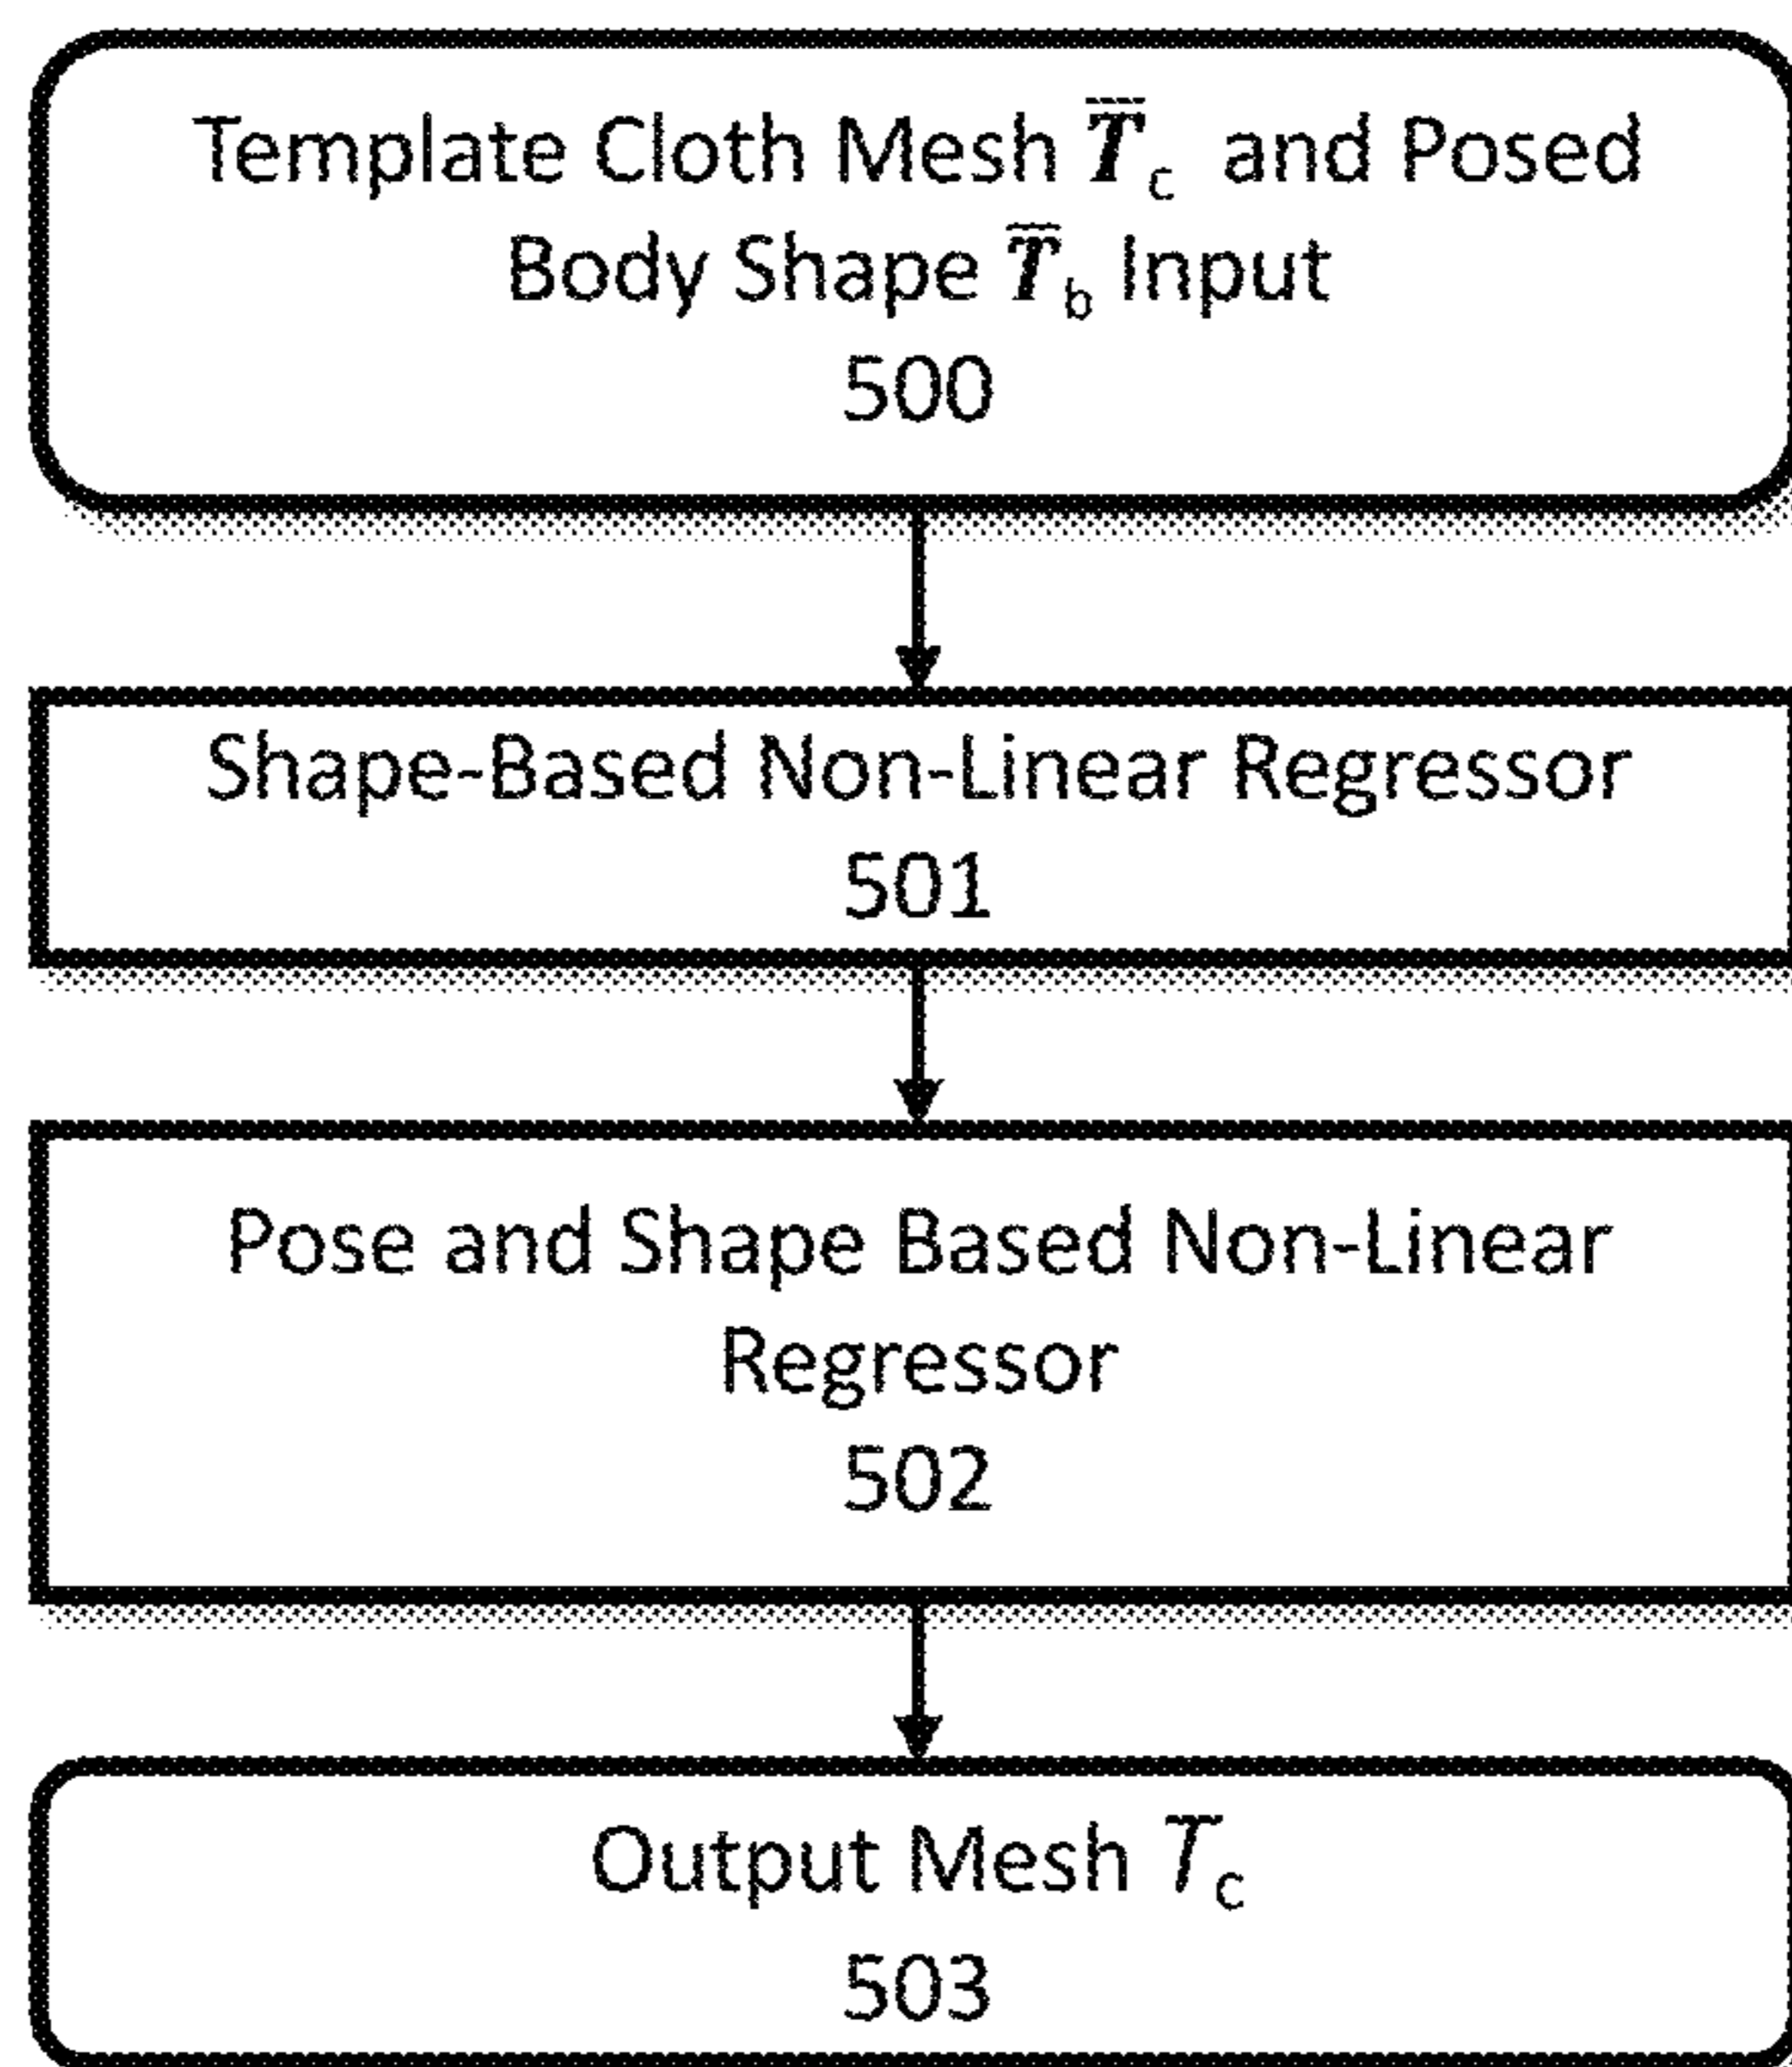 Template Cloth Mesh T̿c and Posed
Body Shape T̅b Input
500
Shape-Based Non-Linear Regressor
501
Pose and Shape Based Non-Linear
Regressor
502
Output Mesh T̅c
503